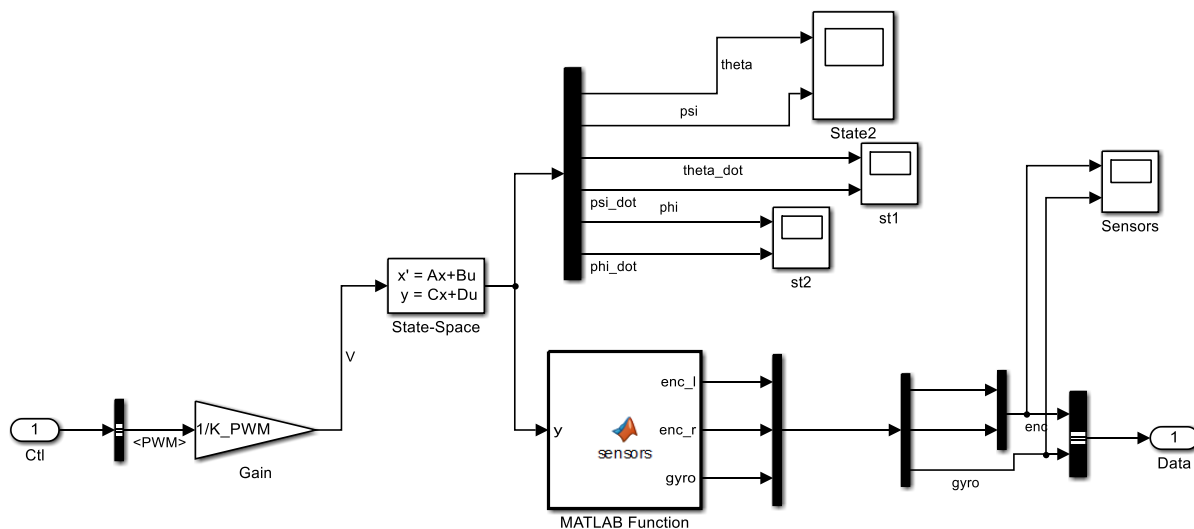 theta
psi
State2
theta_dot
psi_dot
st1
phi
phi_dot
st2
Sensors
x' = Ax+Bu
y = Cx+Du
State-Space
V
1
Ctl
<PWM>
1/K_PWM
Gain
y
sensors
enc_l
enc_r
gyro
MATLAB Function
enc
gyro
1
Data